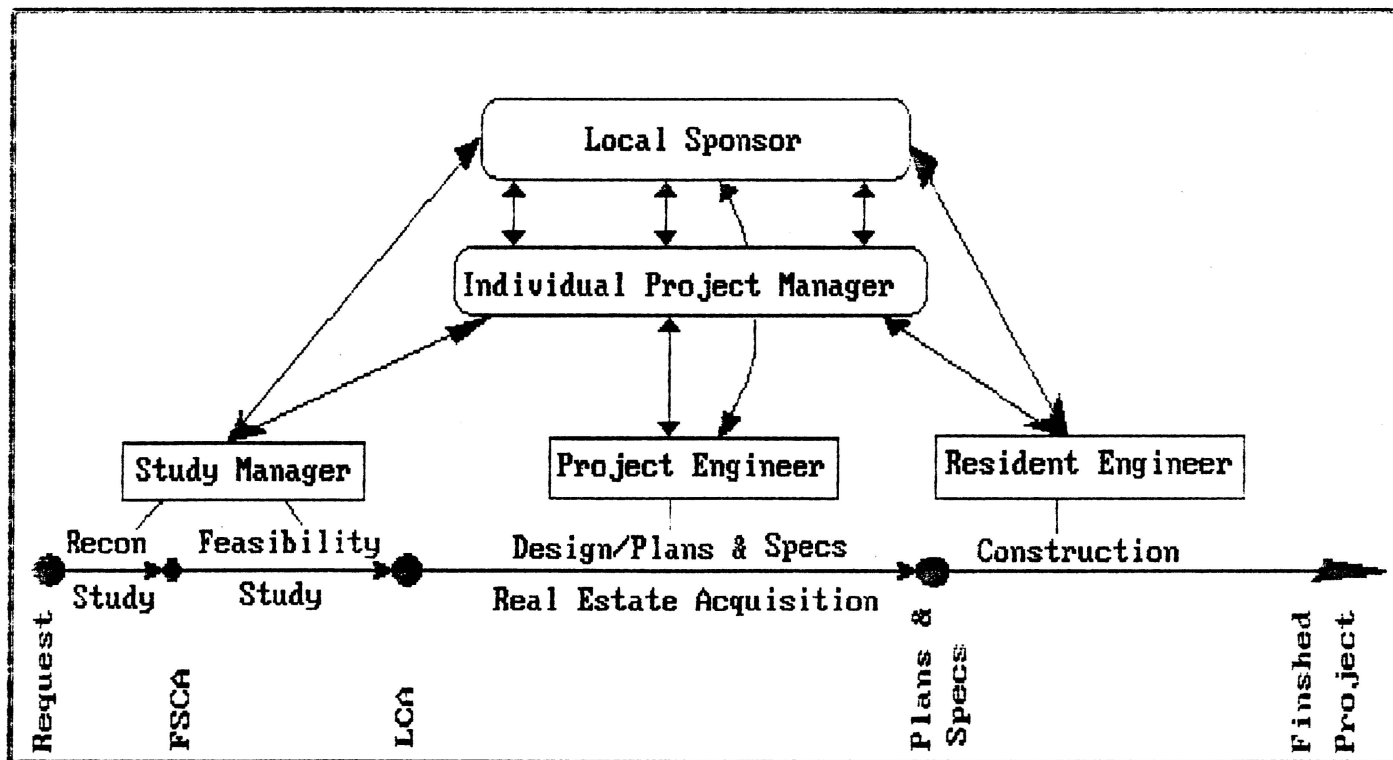 Local Sponsor
Individual Project Manager
Study Manager
Project Engineer
Resident Engineer
Recon
Study
Feasibility
Study
Design/Plans & Specs
Real Estate Acquisition
Construction
Request
FSCA
LCA
Plans &
Specs
Finshed
Project